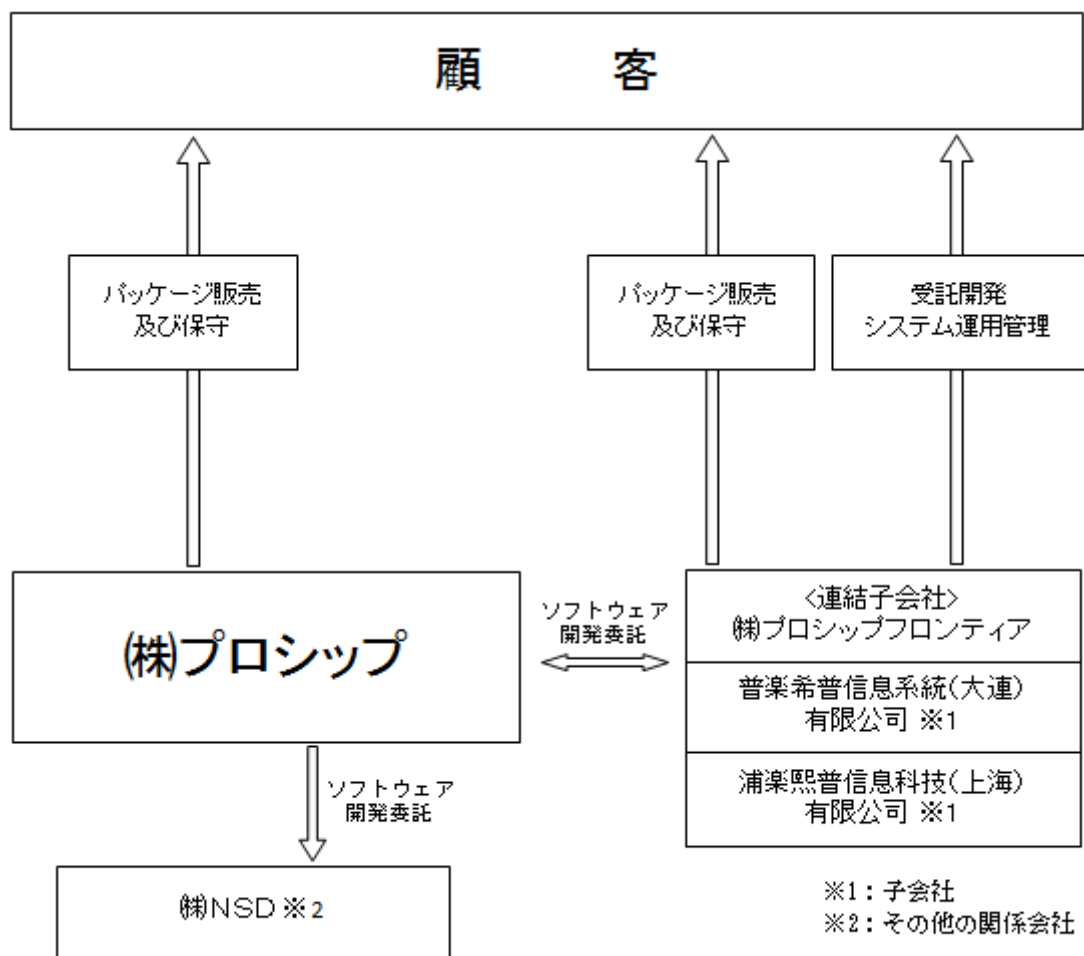 顧　客
パッケージ販売
及び保守
パッケージ販売
及び保守
受託開発
システム運用管理
㈱プロシップ
ソフトウェア
開発委託
<連結子会社>
㈱プロシップフロンティア
普楽希普信息系統(大連)
有限公司 ※1
浦楽熙普信息科技(上海)
有限公司 ※1
ソフトウェア
開発委託
㈱NSD※2
※1：子会社
※2：その他の関係会社